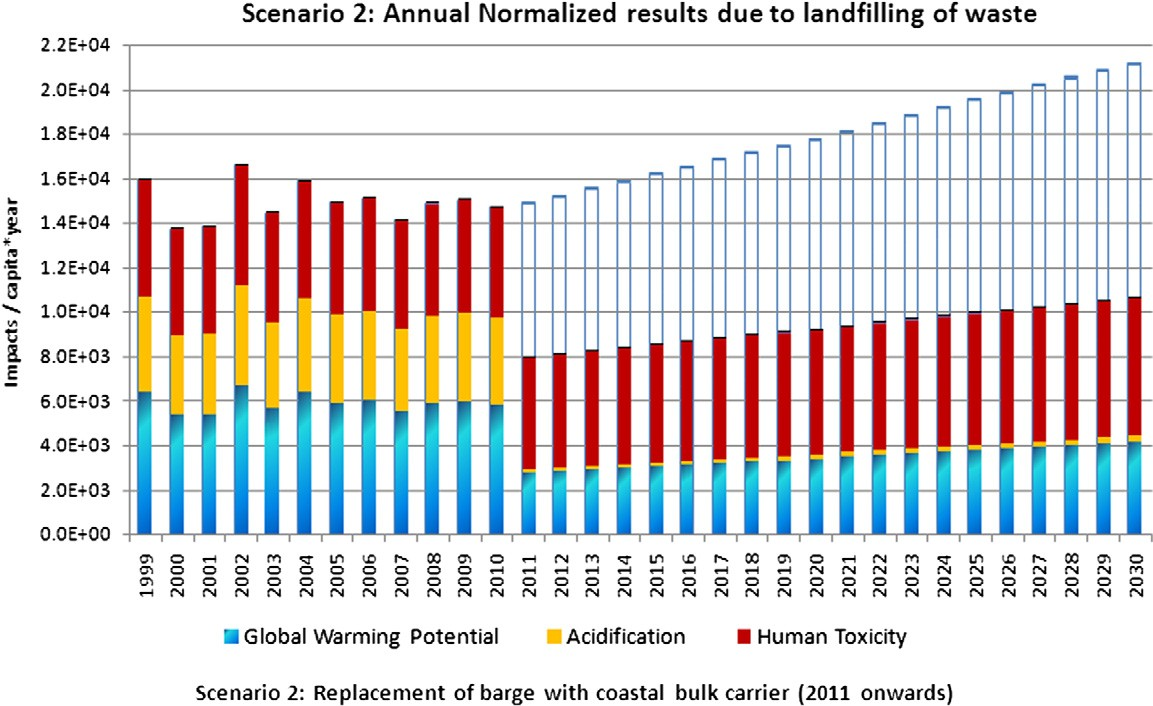 Scenario 2: Annual Normalized results due to landfilling of waste
Impacts / capita*year
2.2E+04
2.0E+04
1.8E+04
1.6E+04
1.4E+04
1.2E+04
1.0E+04
8.0E+03
6.0E+03
4.0E+03
2.0E+03
0.0E+00
1999 2000 2001 2002 2003 2004 2005 2006 2007 2008 2009 2010 2011 2012 2013 2014 2015 2016 2017 2018 2019 2020 2021 2022 2023 2024 2025 2026 2027 2028 2029 2030
Global Warming Potential Acidification Human Toxicity
Scenario 2: Replacement of barge with coastal bulk carrier (2011 onwards)